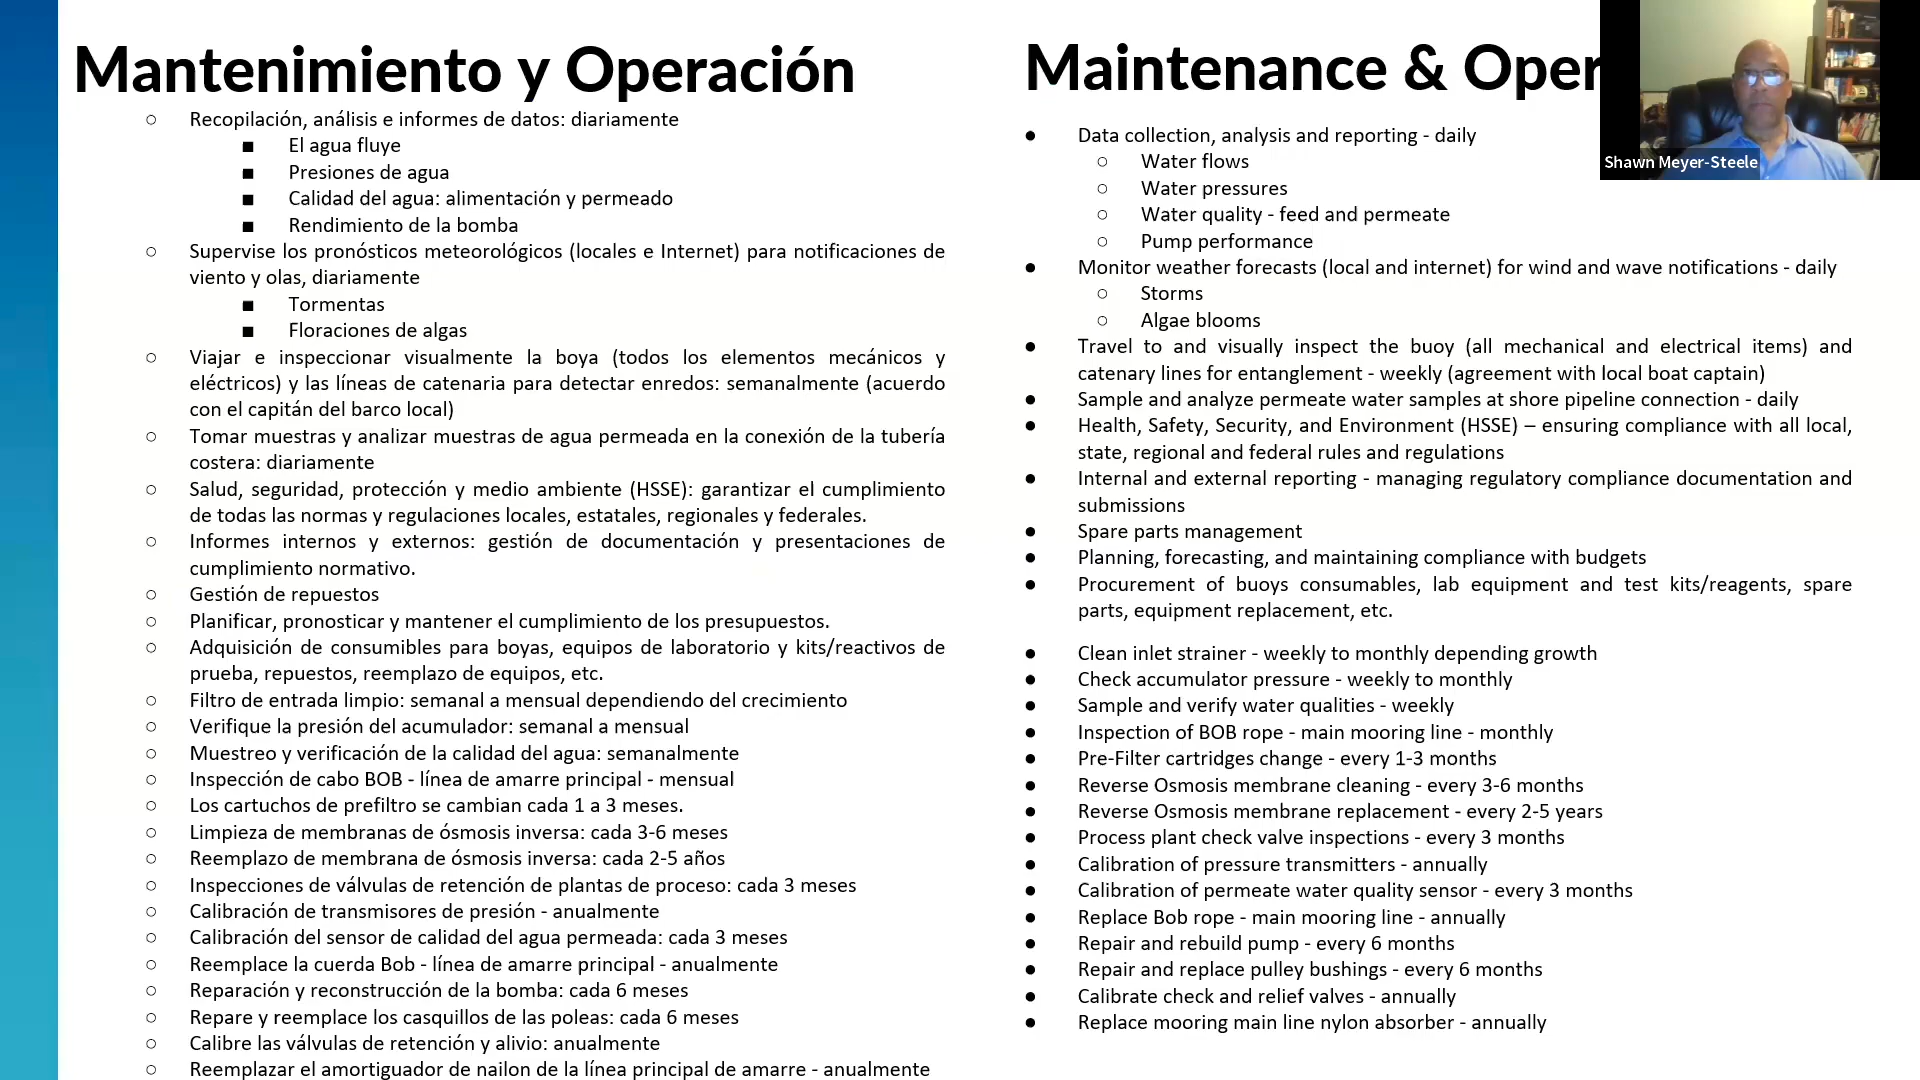 Mantenimiento y Operación
Recopilación, análisis e informes de datos: diariamente
El agua fluye
Presiones de agua
Calidad del agua: alimentación y permeado
Rendimiento de la bomba
Supervise los pronósticos meteorológicos (locales e Internet) para notificaciones de
viento y olas, diariamente
Tormentas
Floraciones de algas
Viajar e inspeccionar visualmente la boya (todos los elementos mecánicos y
eléctricos) y las líneas de catenaria para detectar enredos: semanalmente (acuerdo
con el capitán del barco local)
Tomar muestras y analizar muestras de agua permeada en la conexión de la tubería
costera: diariamente
Salud, seguridad, protección y medio ambiente (HSSE): garantizar el cumplimiento
de todas las normas y regulaciones locales, estatales, regionales y federales.
Informes internos y externos: gestión de documentación y presentaciones de
cumplimiento normativo.
Gestión de repuestos
Planificar, pronosticar y mantener el cumplimiento de los presupuestos.
Adquisición de consumibles para boyas, equipos de laboratorio y kits/reactivos de
prueba, repuestos, reemplazo de equipos, etc.
Filtro de entrada limpio: semanal a mensual dependiendo del crecimiento
Verifique la presión del acumulador: semanal a mensual
Muestreo y verificación de la calidad del agua: semanalmente
Inspección de cabo BOB - línea de amarre principal - mensual
Los cartuchos de prefiltro se cambian cada 1 a 3 meses.
Limpieza de membranas de ósmosis inversa: cada 3-6 meses
Reemplazo de membrana de ósmosis inversa: cada 2-5 años
Inspecciones de válvulas de retención de plantas de proceso: cada 3 meses
Calibración de transmisores de presión - anualmente
Calibración del sensor de calidad del agua permeada: cada 3 meses
Reemplace la cuerda Bob - línea de amarre principal - anualmente
Reparación y reconstrucción de la bomba: cada 6 meses
Repare y reemplace los casquillos de las poleas: cada 6 meses
Calibre las válvulas de retención y alivio: anualmente
Reemplazar el amortiguador de nailon de la línea principal de amarre - anualmente
Maintenance & Oper
Data collection, analysis and reporting - daily
Water flows
Water pressures
Water quality - feed and permeate
Pump performance
Monitor weather forecasts (local and internet) for wind and wave notifications - daily
Storms
Algae blooms
Travel to and visually inspect the buoy (all mechanical and electrical items) and
catenary lines for entanglement - weekly (agreement with local boat captain)
Sample and analyze permeate water samples at shore pipeline connection - daily
Health, Safety, Security, and Environment (HSSE) – ensuring compliance with all local,
state, regional and federal rules and regulations
Internal and external reporting - managing regulatory compliance documentation and
submissions
Spare parts management
Planning, forecasting, and maintaining compliance with budgets
Procurement of buoys consumables, lab equipment and test kits/reagents, spare
parts, equipment replacement, etc.
Clean inlet strainer - weekly to monthly depending growth
Check accumulator pressure - weekly to monthly
Sample and verify water qualities - weekly
Inspection of BOB rope - main mooring line - monthly
Pre-Filter cartridges change - every 1-3 months
Reverse Osmosis membrane cleaning - every 3-6 months
Reverse Osmosis membrane replacement - every 2-5 years
Process plant check valve inspections - every 3 months
Calibration of pressure transmitters - annually
Calibration of permeate water quality sensor - every 3 months
Replace Bob rope - main mooring line - annually
Repair and rebuild pump - every 6 months
Repair and replace pulley bushings - every 6 months
Calibrate check and relief valves - annually
Replace mooring main line nylon absorber - annually
Shawn Meyer-Steele